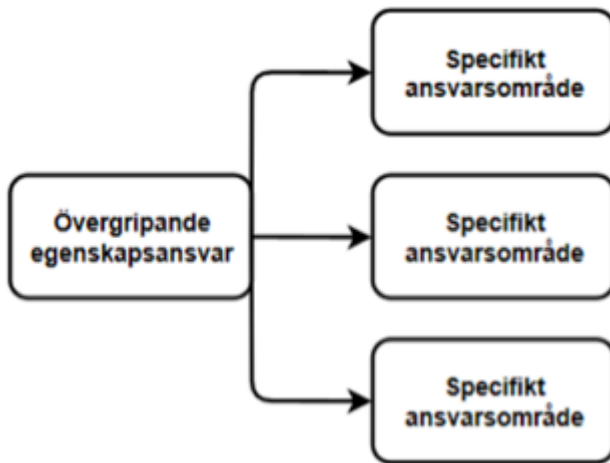 Specifikt
ansvarsområde
Övergripande
egenskapsansvar
Specifikt
ansvarsområde
Specifikt
ansvarsområde